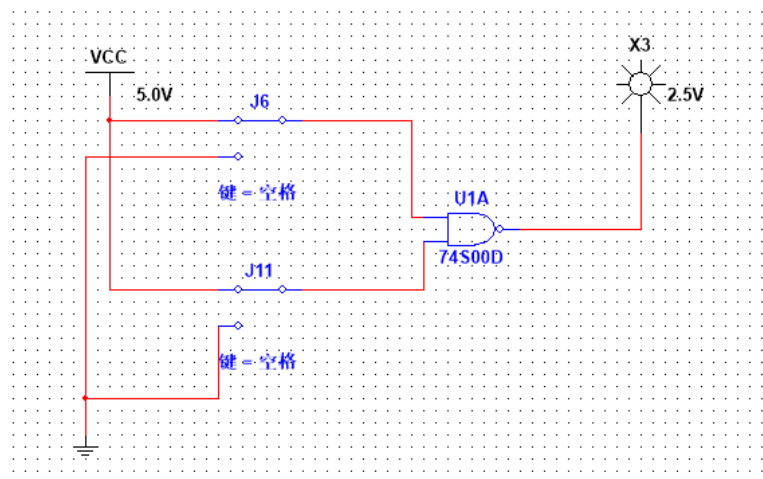 X3
VCC
5.0V
2.5V
J6
键 = 空格
U1A
74S00D
J11
键 = 空格